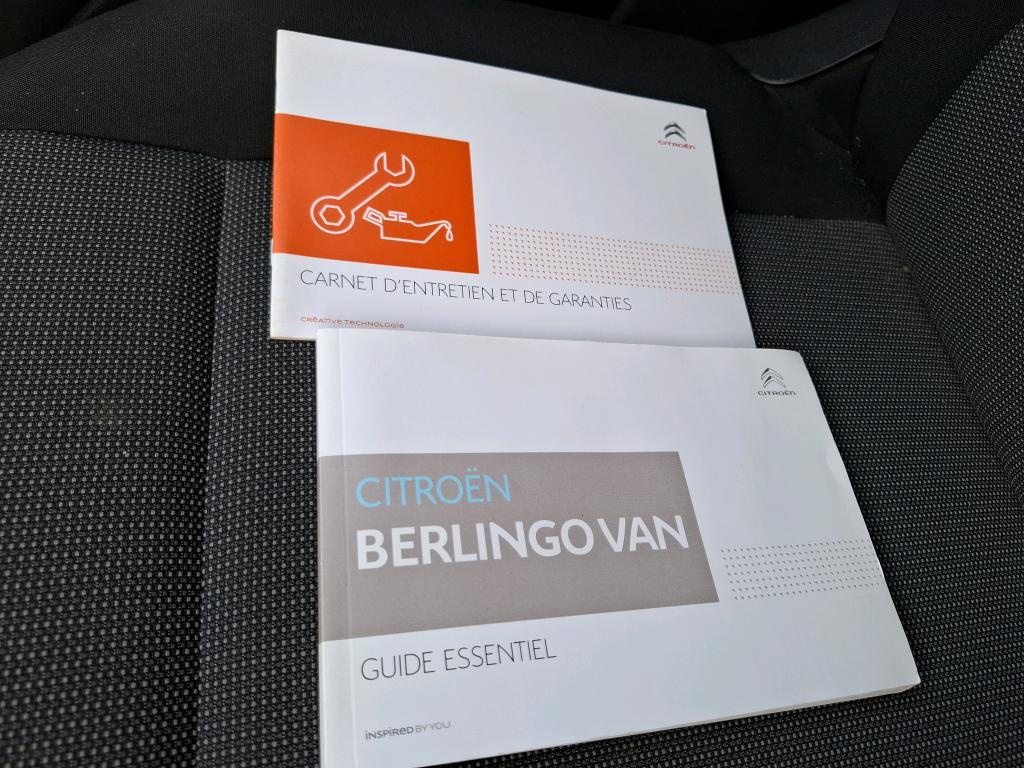 CITROËN
CARNET D'ENTRETIEN ET DE GARANTIES
CRÉATIVE TECHNOLOGIE
CITROËN
CITROËN
BERLINGO VAN
GUIDE ESSENTIEL
INSPIRED BY YOU